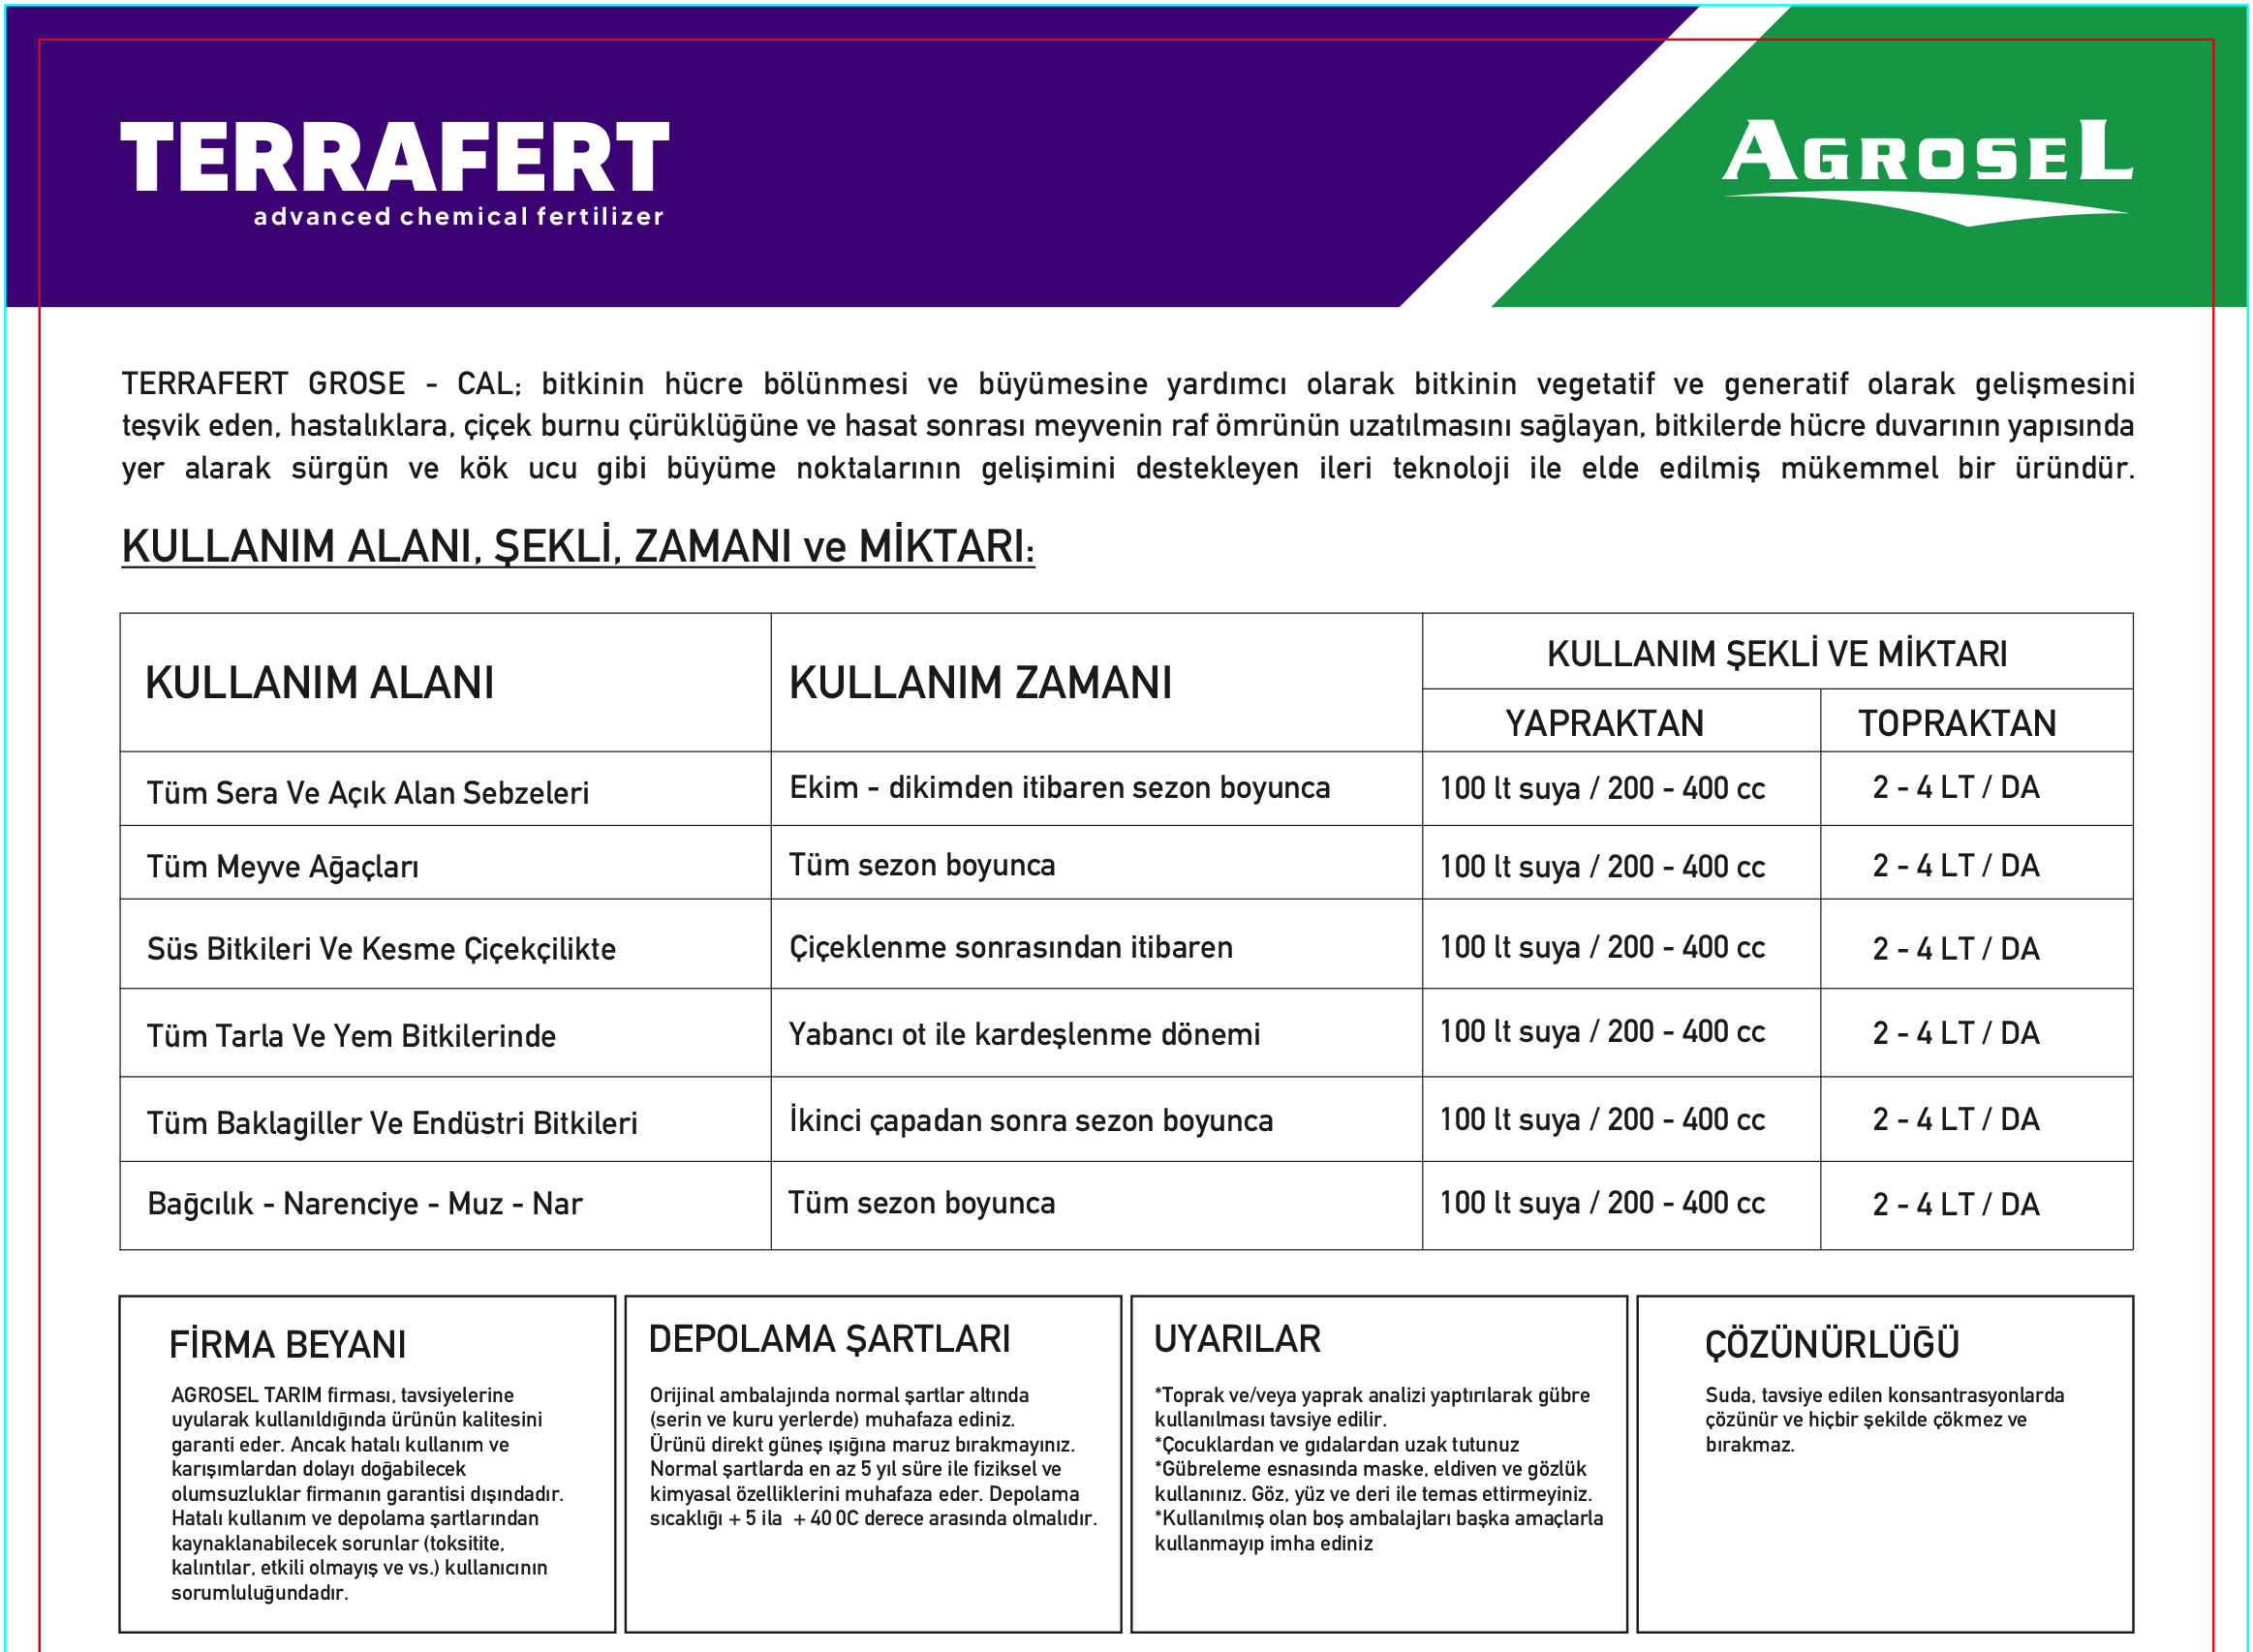 TERRAFERT
advanced chemical fertilizer
AGROSEL
TERRAFERT GROSE - CAL; bitkinin hücre bölünmesi ve büyümesine yardımcı olarak bitkinin vegetatif ve generatif olarak gelişmesini
teşvik eden, hastalıklara, çiçek burnu çürüklüğüne ve hasat sonrası meyvenin raf ömrünün uzatılmasını sağlayan, bitkilerde hücre duvarının yapısında
yer alarak sürgün ve kök ucu gibi büyüme noktalarının gelişimini destekleyen ileri teknoloji ile elde edilmiş mükemmel bir üründür.
KULLANIM ALANI, ŞEKLİ, ZAMANI ve MİKTARI:
KULLANIM ALANI
KULLANIM ZAMANI
KULLANIM ŞEKLİ VE MİKTARI
YAPRAKTAN
TOPRAKTAN
Tüm Sera Ve Açık Alan Sebzeleri
Ekim - dikimden itibaren sezon boyunca
100 lt suya / 200 - 400 cc
2 - 4 LT / DA
Tüm Meyve Ağaçları
Tüm sezon boyunca
100 lt suya / 200 - 400 cc
2 - 4 LT / DA
Süs Bitkileri Ve Kesme Çiçekçilikte
Çiçeklenme sonrasından itibaren
100 lt suya / 200 - 400 cc
2 - 4 LT / DA
Tüm Tarla Ve Yem Bitkilerinde
Yabancı ot ile kardeşlenme dönemi
100 lt suya / 200 - 400 cc
2 - 4 LT / DA
Tüm Baklagiller Ve Endüstri Bitkileri
İkinci çapadan sonra sezon boyunca
100 lt suya / 200 - 400 cc
2 - 4 LT / DA
Bağcılık - Narenciye - Muz - Nar
Tüm sezon boyunca
100 lt suya / 200 - 400 cc
2 - 4 LT / DA
FİRMA BEYANI
AGROSEL TARIM firması, tavsiyelerine
uyularak kullanıldığında ürünün kalitesini
garanti eder. Ancak hatalı kullanım ve
karışımlardan dolayı doğabilecek
olumsuzluklar firmanın garantisi dışındadır.
Hatalı kullanım ve depolama şartlarından
kaynaklanabilecek sorunlar (toksitite,
kalıntılar, etkili olmayış ve vs.) kullanıcının
sorumluluğundadır.
DEPOLAMA ŞARTLARI
Orijinal ambalajında normal şartlar altında
(serin ve kuru yerlerde) muhafaza ediniz.
Ürünü direkt güneş ışığına maruz bırakmayınız.
Normal şartlarda en az 5 yıl süre ile fiziksel ve
kimyasal özelliklerini muhafaza eder. Depolama
sıcaklığı + 5 ila + 40 0C derece arasında olmalıdır.
UYARILAR
*Toprak ve/veya yaprak analizi yaptırılarak gübre
kullanılması tavsiye edilir.
*Çocuklardan ve gıdalardan uzak tutunuz
*Gübreleme esnasında maske, eldiven ve gözlük
kullanınız. Göz, yüz ve deri ile temas ettirmeyiniz.
*Kullanılmış olan boş ambalajları başka amaçlarla
kullanmayıp imha ediniz
ÇÖZÜNÜRLÜĞÜ
Suda, tavsiye edilen konsantrasyonlarda
çözünür ve hiçbir şekilde çökmez ve
bırakmaz.